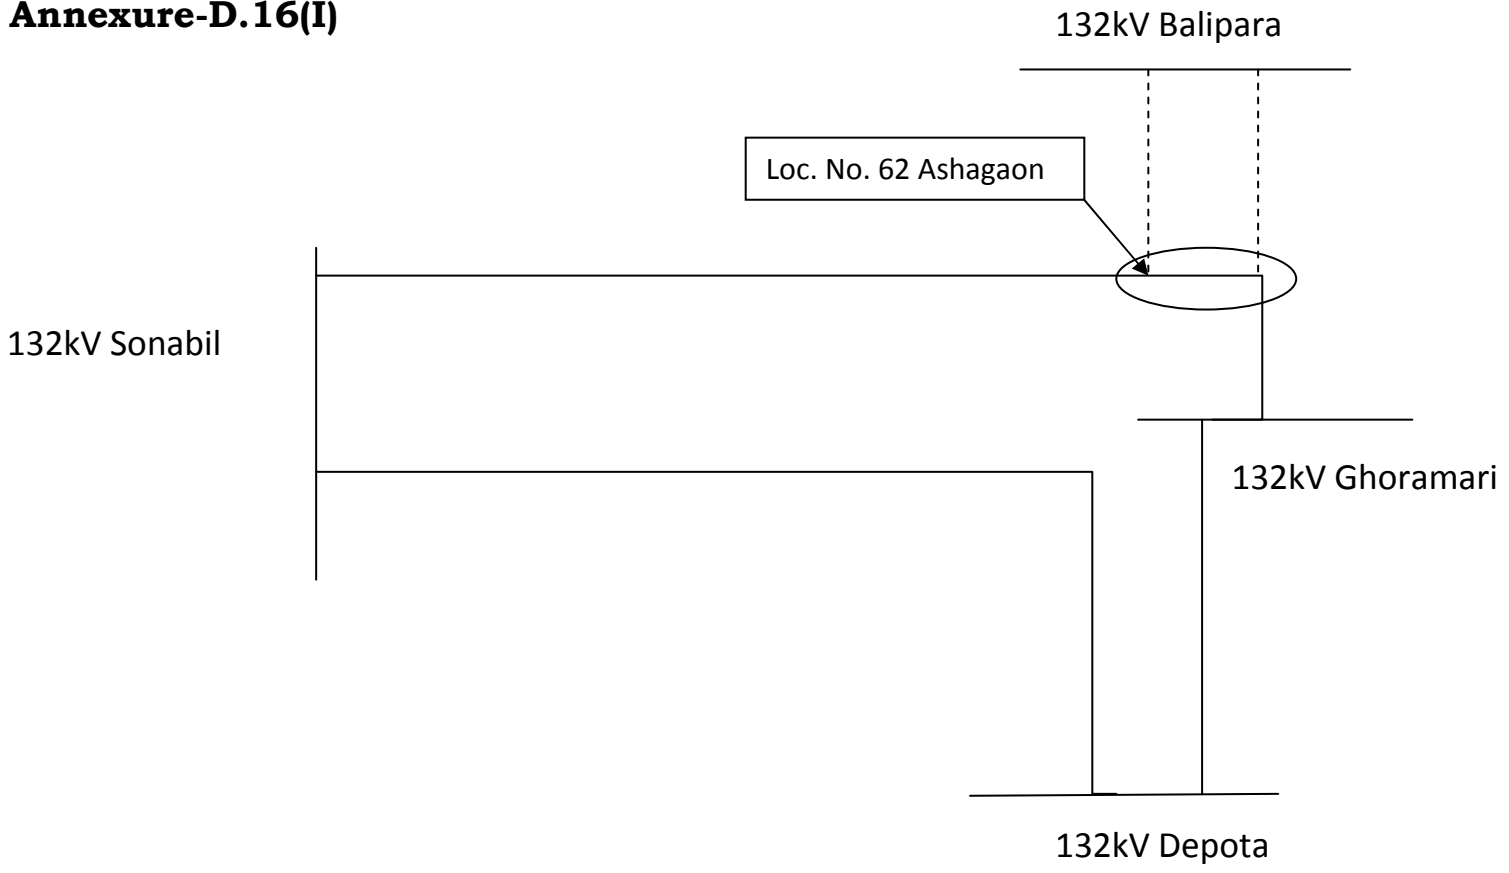 Annexure-D.16(I)
132kV Balipara
Loc. No. 62 Ashagaon
132kV Sonabil
132kV Ghoramari
132kV Depota